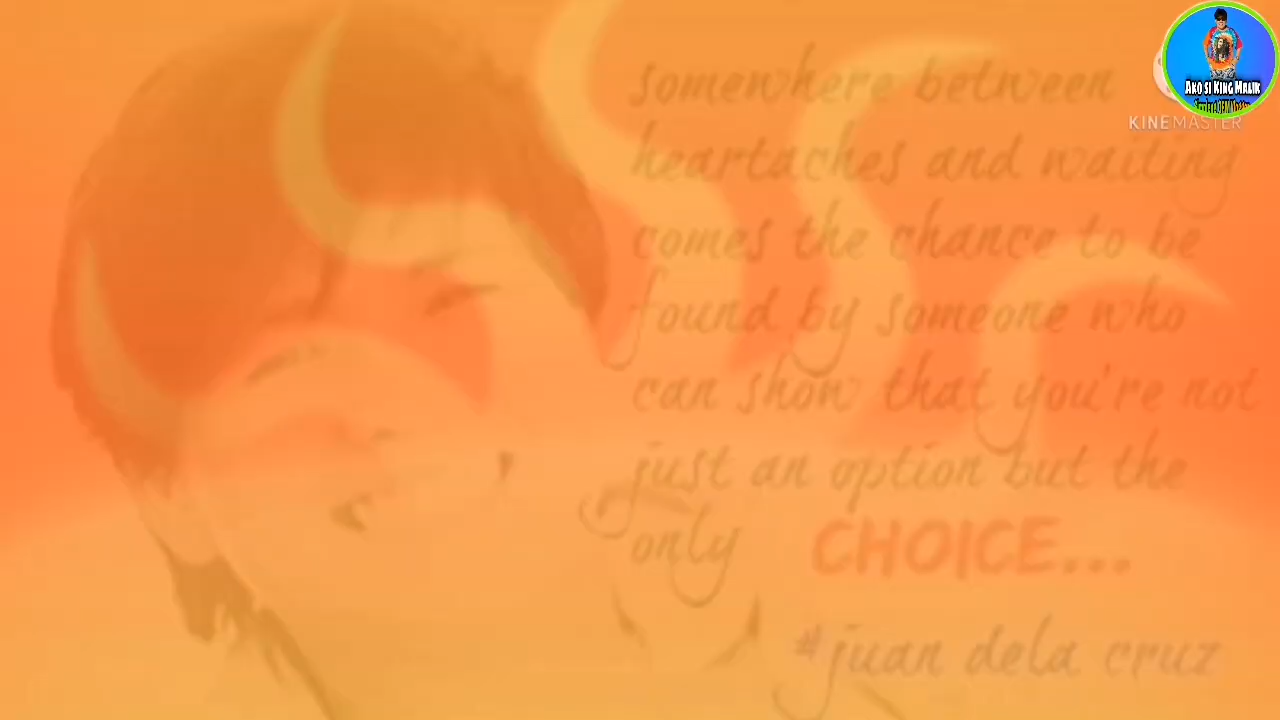 somewhere between
heartaches and waiting
comes the chance to be
found by someone who
can show that you're not
just an option but the
only CHOICE...
#juan dela cruz
AKO SI KING MRAIK
KINEMASTER